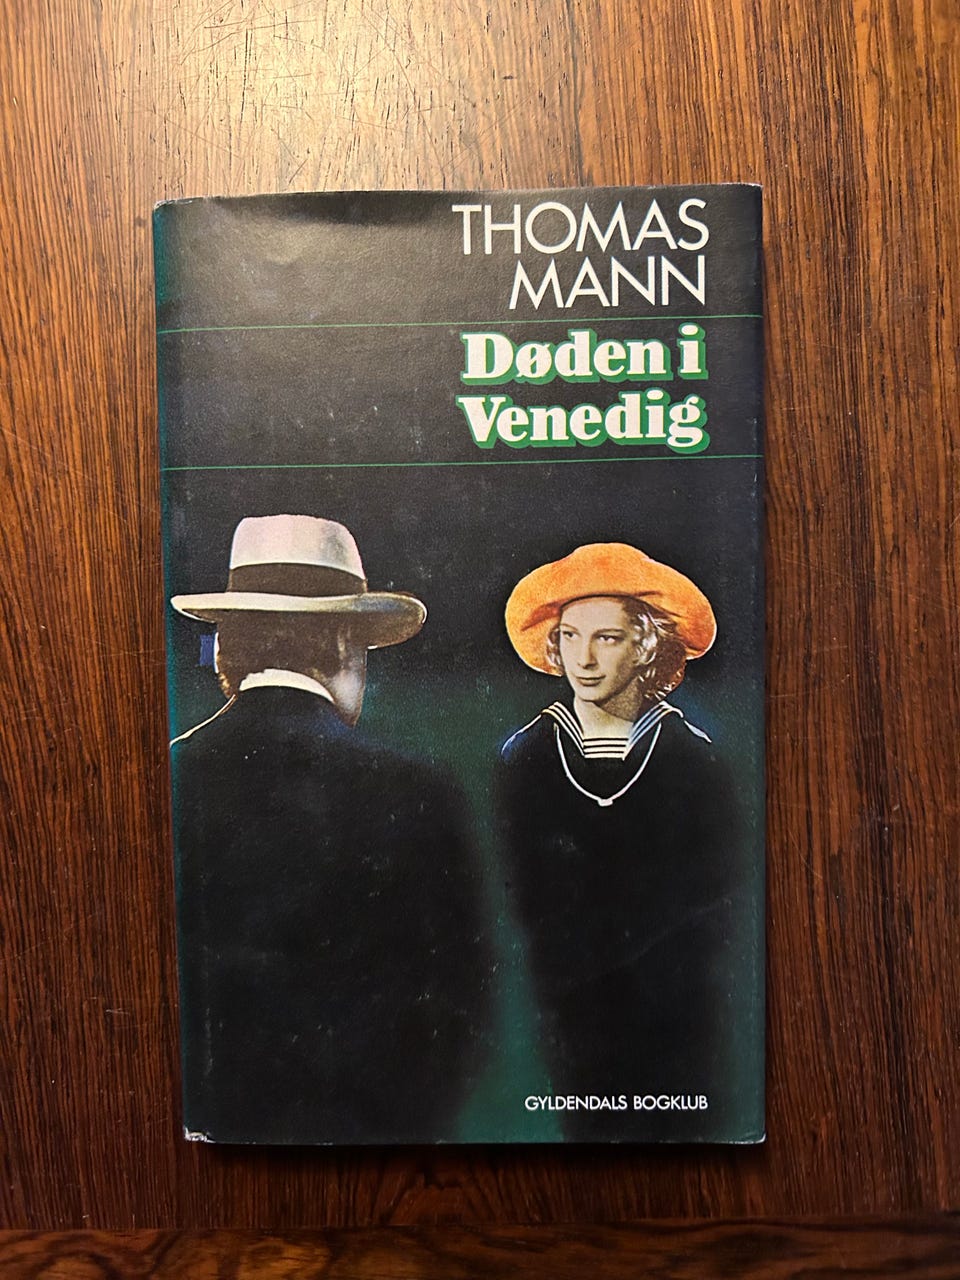 THOMAS
MANN
Døden i
Venedig
GYLDENDALS BOGKLUB